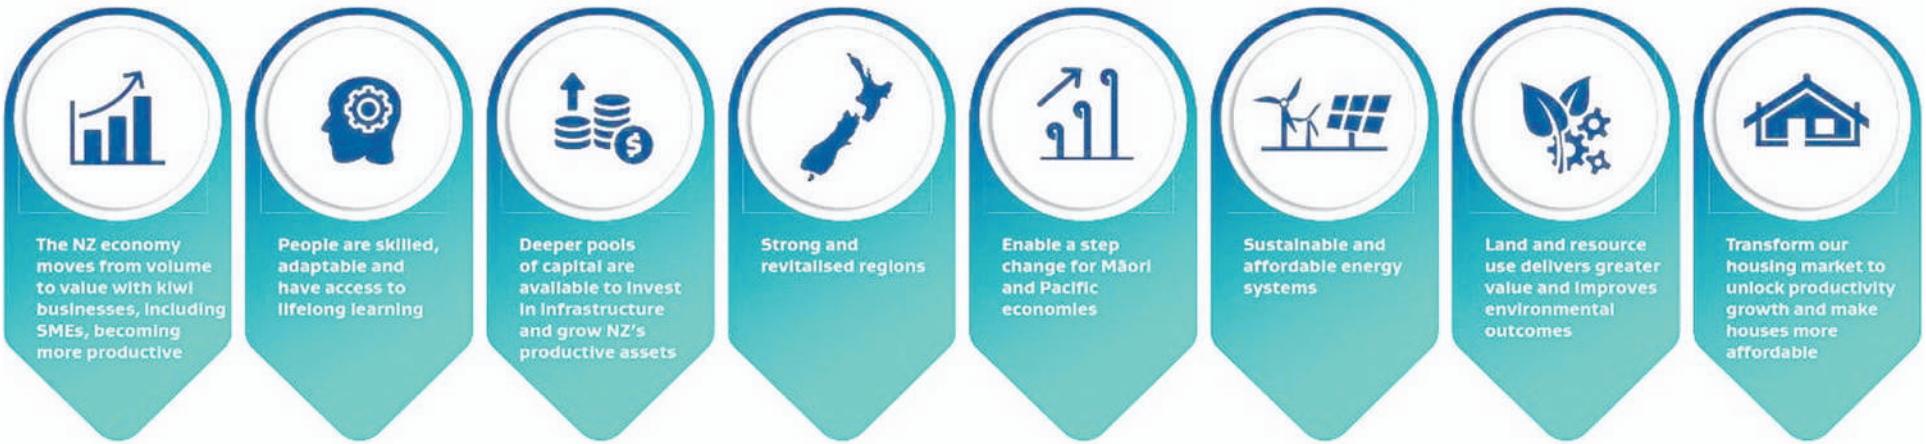 The NZ economy
moves from volume
to value with kiwi
businesses, including
SMEs, becoming
more productive
People are skilled,
adaptable and
have access to
lifelong learning
Deeper pools
of capital are
available to invest
in infrastructure
and grow NZ's
productive assets
$
Strong and
revitalised regions
Enable a step
change for Māori
and Pacific
economies
Sustainable and
affordable energy
systems
Land and resource
use delivers greater
value and improves
environmental
outcomes
Transform our
housing market to
unlock productivity
growth and make
houses more
affordable